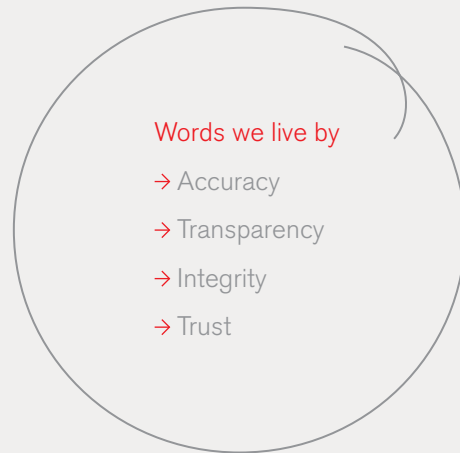 Words we live by
→ Accuracy
→ Transparency
→ Integrity
→ Trust